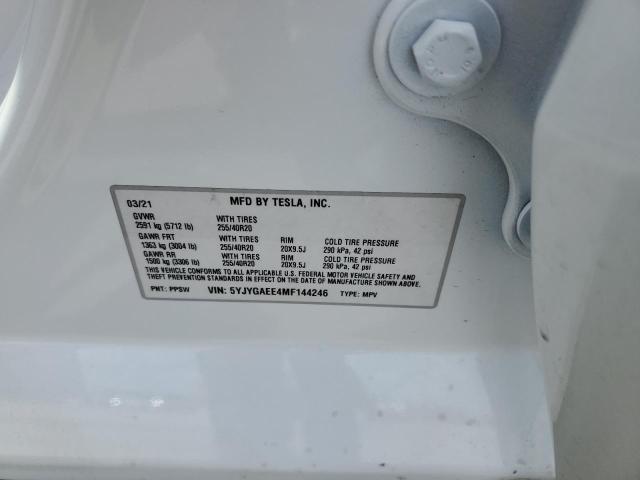 03/21 MFD BY TESLA, INC.
GVWR WITH TIRES
2591 kg (5712 lb) 255/40R20
GAWR FRT WITH TIRES RIM COLD TIRE PRESSURE
1363 kg (3004 lb) 255/40R20 20X9.5J 290 kPa, 42 psi
GAWR RR WITH TIRES RIM COLD TIRE PRESSURE
1500 kg (3306 lb) 255/40R20 20X9.5J 290 kPa, 42 psi
THIS VEHICLE CONFORMS TO ALL APPLICABLE U.S. FEDERAL MOTOR VEHICLE SAFETY AND
THEFT PREVENTION STANDARDS IN EFFECT ON THE DATE OF MANUFACTURE SHOWN ABOVE.
PNT: PPSW VIN: 5YJYGAEE4MF144246 TYPE: MPV